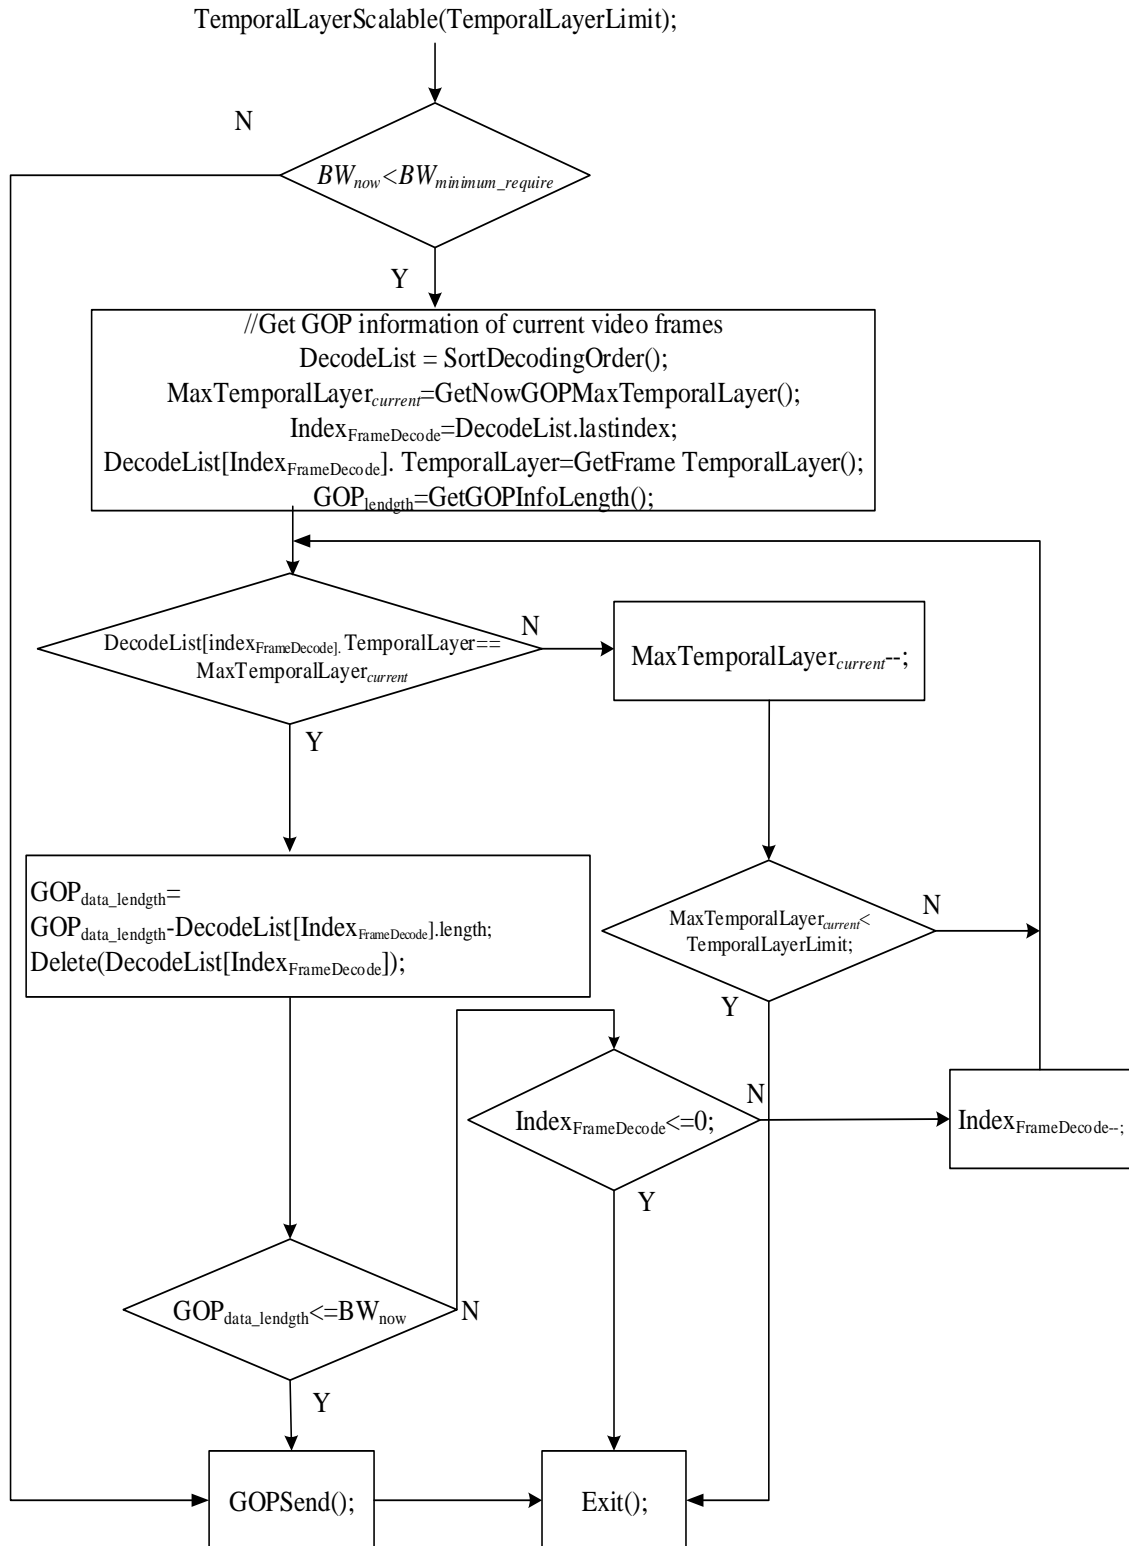 TemporalLayerScalable(TemporalLayerLimit);
N
BWnow<BWminimum_require
Y
//Get GOP information of current video frames
DecodeList = SortDecodingOrder();
MaxTemporalLayercurrent=GetNowGOPMaxTemporalLayer();
IndexFrameDecode=DecodeList.lastindex;
DecodeList[IndexFrameDecode]. TemporalLayer=GetFrame TemporalLayer();
GOPlendgth=GetGOPInfoLength();
DecodeList[indexFrameDecode]. TemporalLayer==
MaxTemporalLayercurrent
N
MaxTemporalLayercurrent--;
Y
GOPdata_lendgth=
GOPdata_lendgth-DecodeList[IndexFrameDecode].length;
Delete(DecodeList[IndexFrameDecode]);
MaxTemporalLayercurrent<
TemporalLayerLimit;
N
Y
IndexFrameDecode<=0;
N
IndexFrameDecode--;
Y
GOPdata_lendgth<=BWnow
N
Y
GOPSend();
Exit();